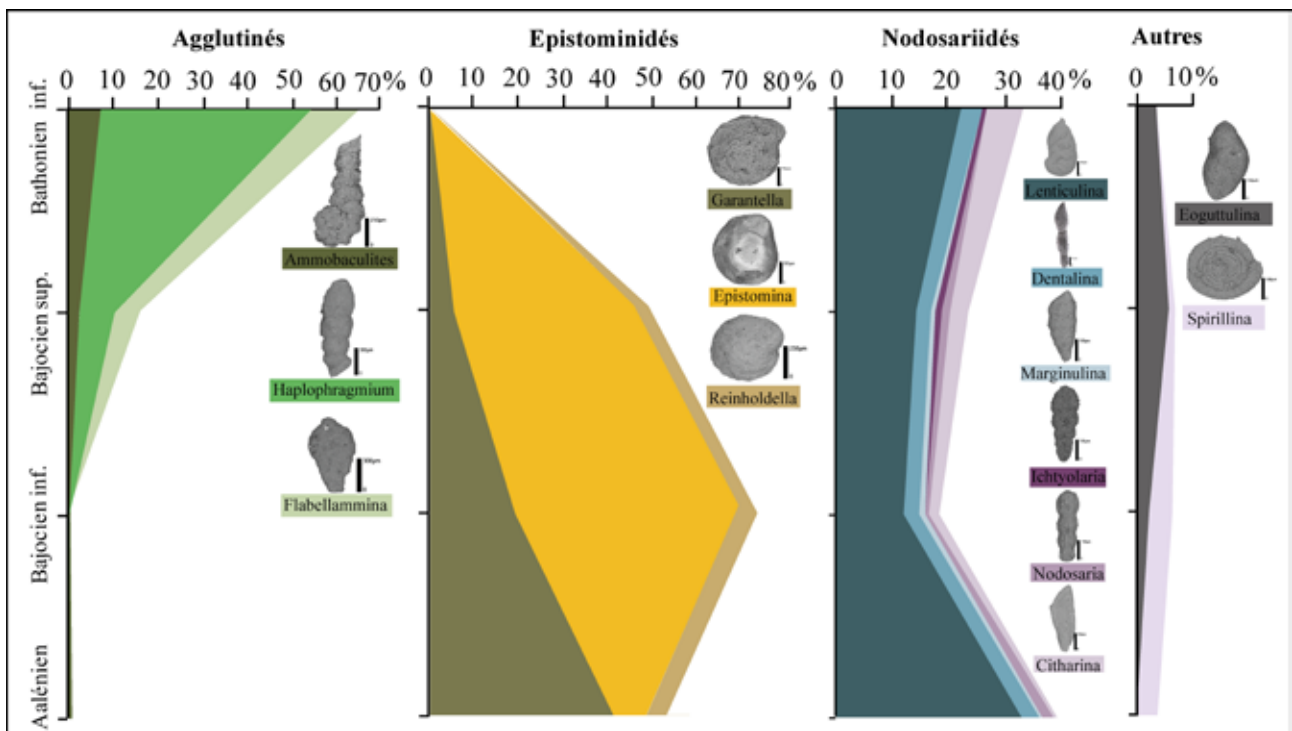 Agglutinés Epistominidés Nodosariidés Autres
0 10 20 30 40 50 60 70% 0 20 30 40 50 60 70 80% 0 10 20 30 40% 0 10%
Bathonien inf.
Bajocien sup.
Bajocien inf.
Aalénien
Ammobaculites
Haplophragmium
Flabellammina
Garantella
Epistomina
Reinholdella
Lenticulina
Dentalina
Marginulina
Ichtyolaria
Nodosaria
Citharina
Eoguttulina
Spirillina